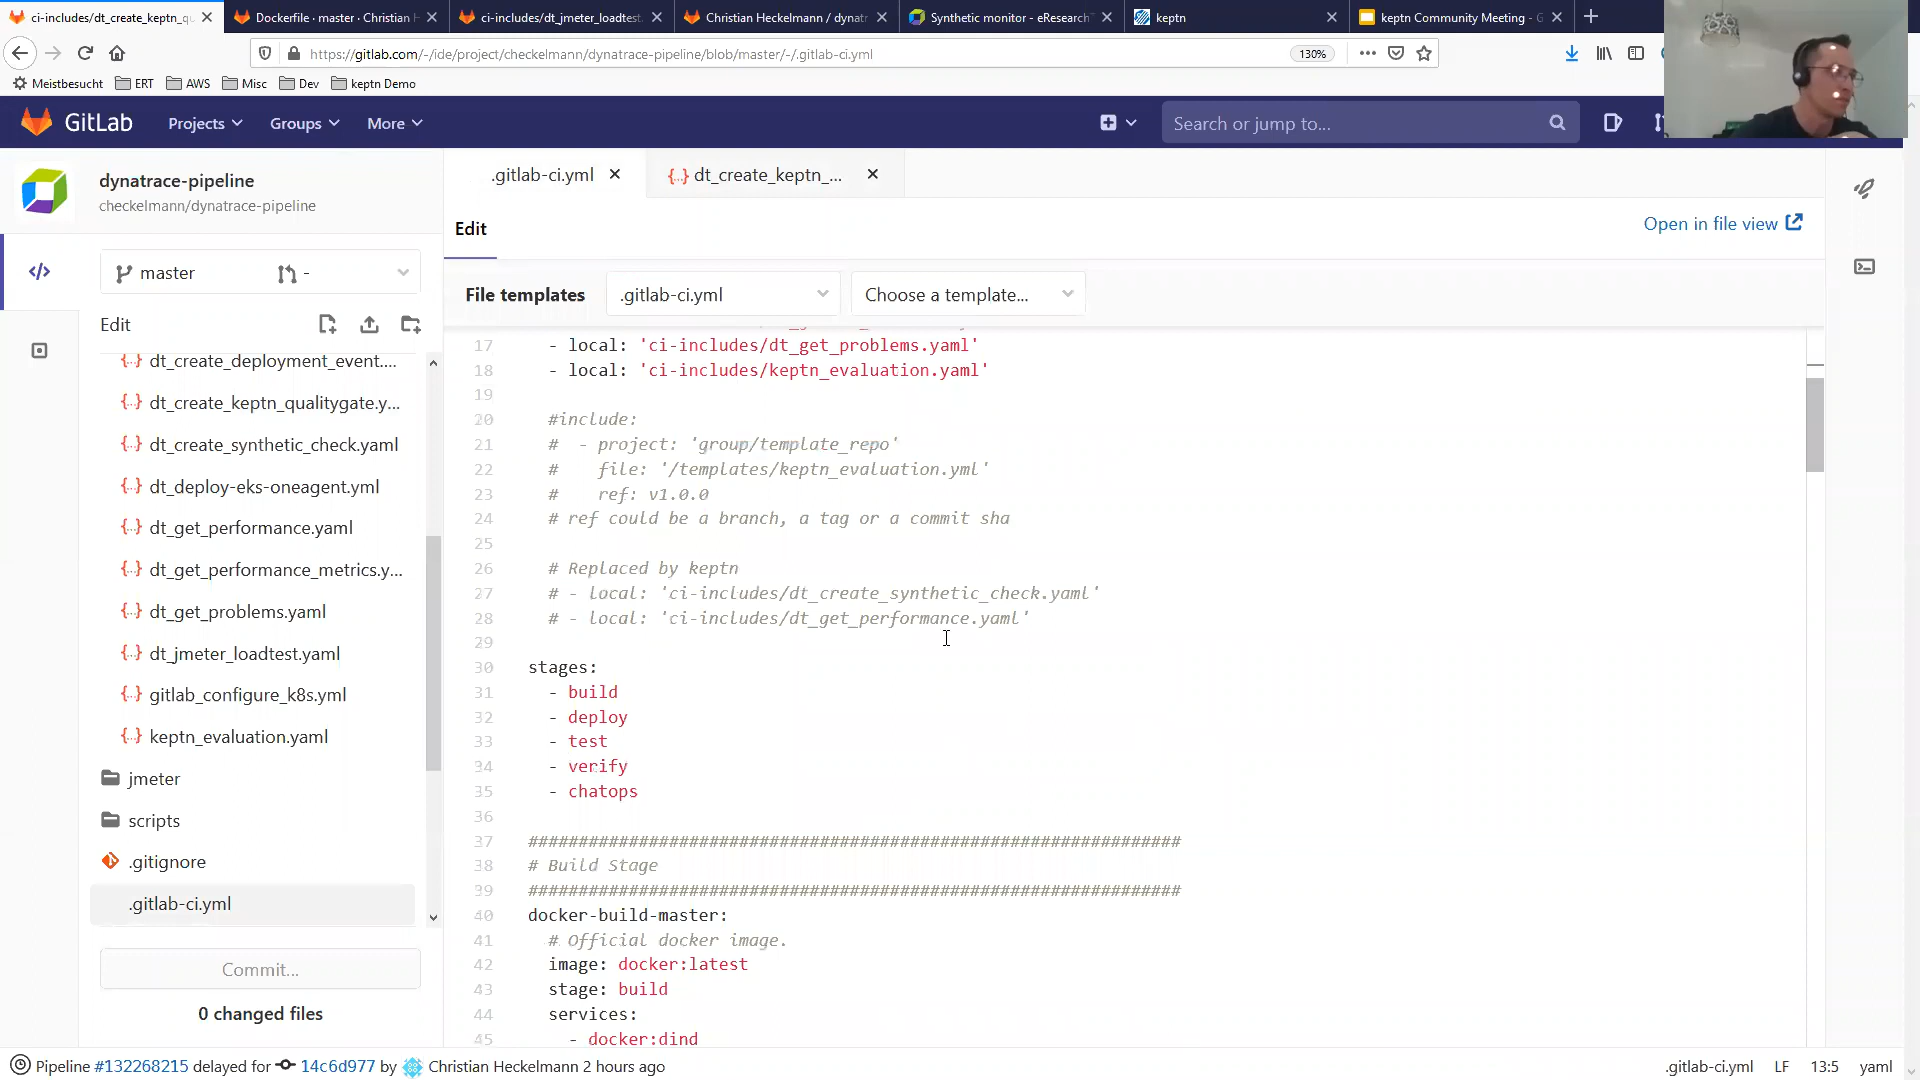 ci-includes/dt_create_keptn_qu
Dockerfile · master · Christian H
ci-includes/dt_jmeter_loadtest.
Christian Heckelmann / dynatr
Synthetic monitor - eResearch
keptn
keptn Community Meeting - G
https://gitlab.com/-/ide/project/checkelmann/dynatrace-pipeline/blob/master/-/.gitlab-ci.yml
130%
Meistbesucht
ERT
AWS
Misc
Dev
keptn Demo
GitLab
Projects
Groups
More
Search or jump to...
dynatrace-pipeline
checkelmann/dynatrace-pipeline
.gitlab-ci.yml
{··} dt_create_keptn_...
Edit
Open in file view
master
-
File templates
.gitlab-ci.yml
Choose a template...
Edit
dt_create_deployment_event....
dt_create_keptn_qualitygate.y...
dt_create_synthetic_check.yaml
dt_deploy-eks-oneagent.yml
dt_get_performance.yaml
dt_get_performance_metrics.y...
dt_get_problems.yaml
dt_jmeter_loadtest.yaml
gitlab_configure_k8s.yml
keptn_evaluation.yaml
jmeter
scripts
.gitignore
.gitlab-ci.yml
Commit...
0 changed files
17 - local: 'ci-includes/dt_get_problems.yaml'
18 - local: 'ci-includes/keptn_evaluation.yaml'
19
20 #include:
21 # - project: 'group/template_repo'
22 # file: '/templates/keptn_evaluation.yml'
23 # ref: v1.0.0
24 # ref could be a branch, a tag or a commit sha
25
26 # Replaced by keptn
27 # - local: 'ci-includes/dt_create_synthetic_check.yaml'
28 # - local: 'ci-includes/dt_get_performance.yaml'
29
30 stages:
31 - build
32 - deploy
33 - test
34 - verify
35 - chatops
36
37 #################################################################
38 # Build Stage
39 #################################################################
40 docker-build-master:
41 # Official docker image.
42 image: docker:latest
43 stage: build
44 services:
45 - docker:dind
Pipeline #132268215 delayed for 14c6d977 by Christian Heckelmann 2 hours ago
.gitlab-ci.yml
LF
13:5
yaml